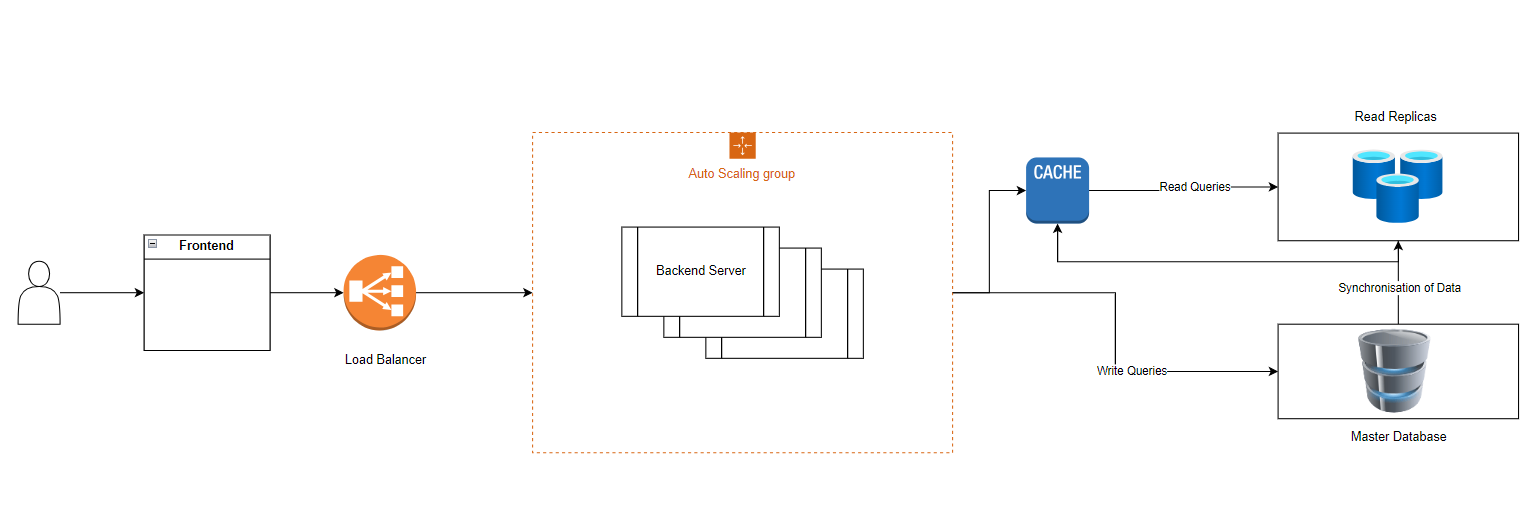 Frontend
Load Balancer
Auto Scaling group
Backend Server
CACHE
Read Queries
Read Replicas
Synchronisation of Data
Write Queries
Master Database